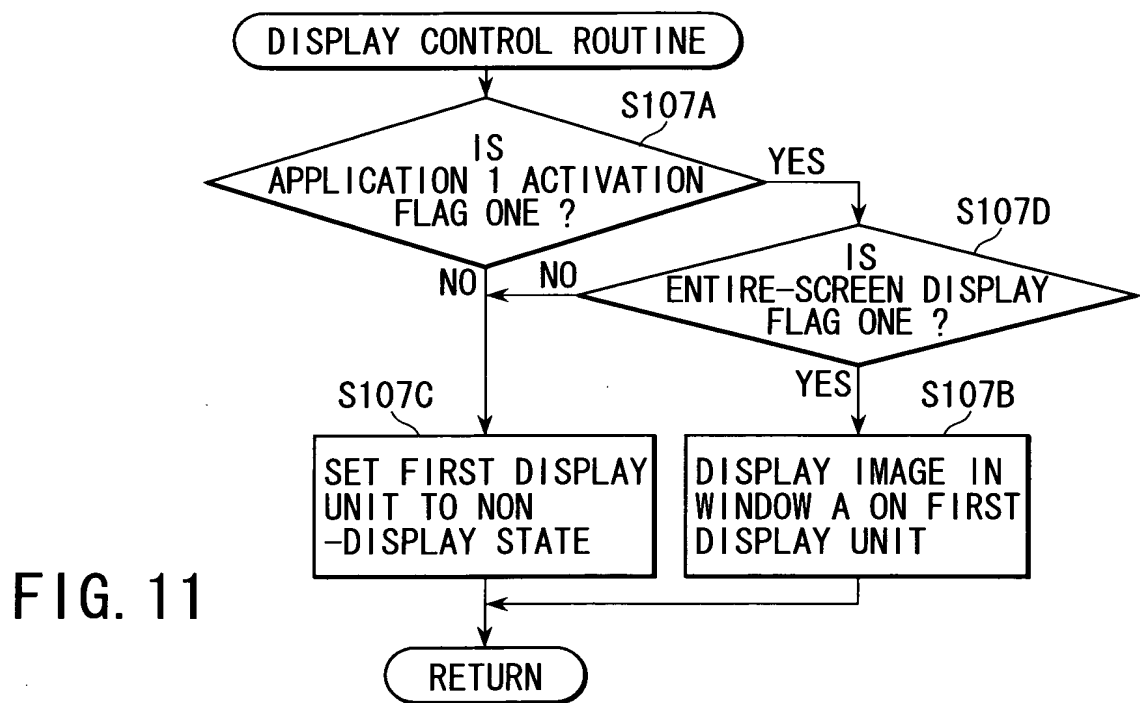 DISPLAY CONTROL ROUTINE
S107A
IS
APPLICATION 1 ACTIVATION
FLAG ONE ?
YES
S107D
IS
ENTIRE-SCREEN DISPLAY
FLAG ONE ?
NO
NO
YES
S107C
SET FIRST DISPLAY
UNIT TO NON
-DISPLAY STATE
S107B
DISPLAY IMAGE IN
WINDOW A ON FIRST
DISPLAY UNIT
FIG. 11
RETURN